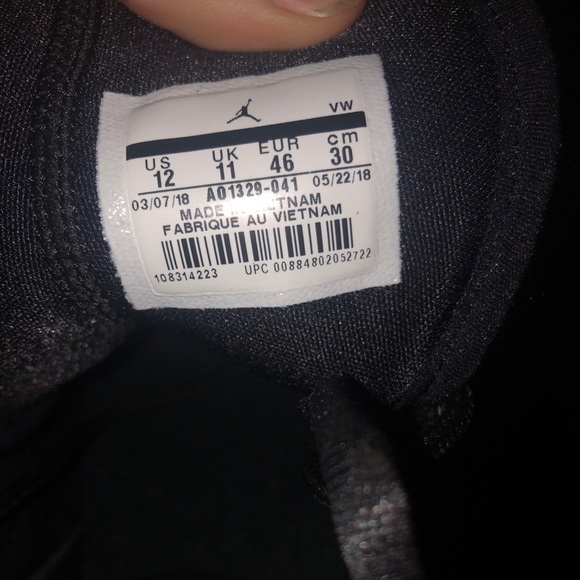 VW
US UK EUR cm
12 11 46 30
03/07/18 AO1329-041 05/22/18
MADE IN VIETNAM
FABRIQUE AU VIETNAM
108314223 UPC 00884802052722